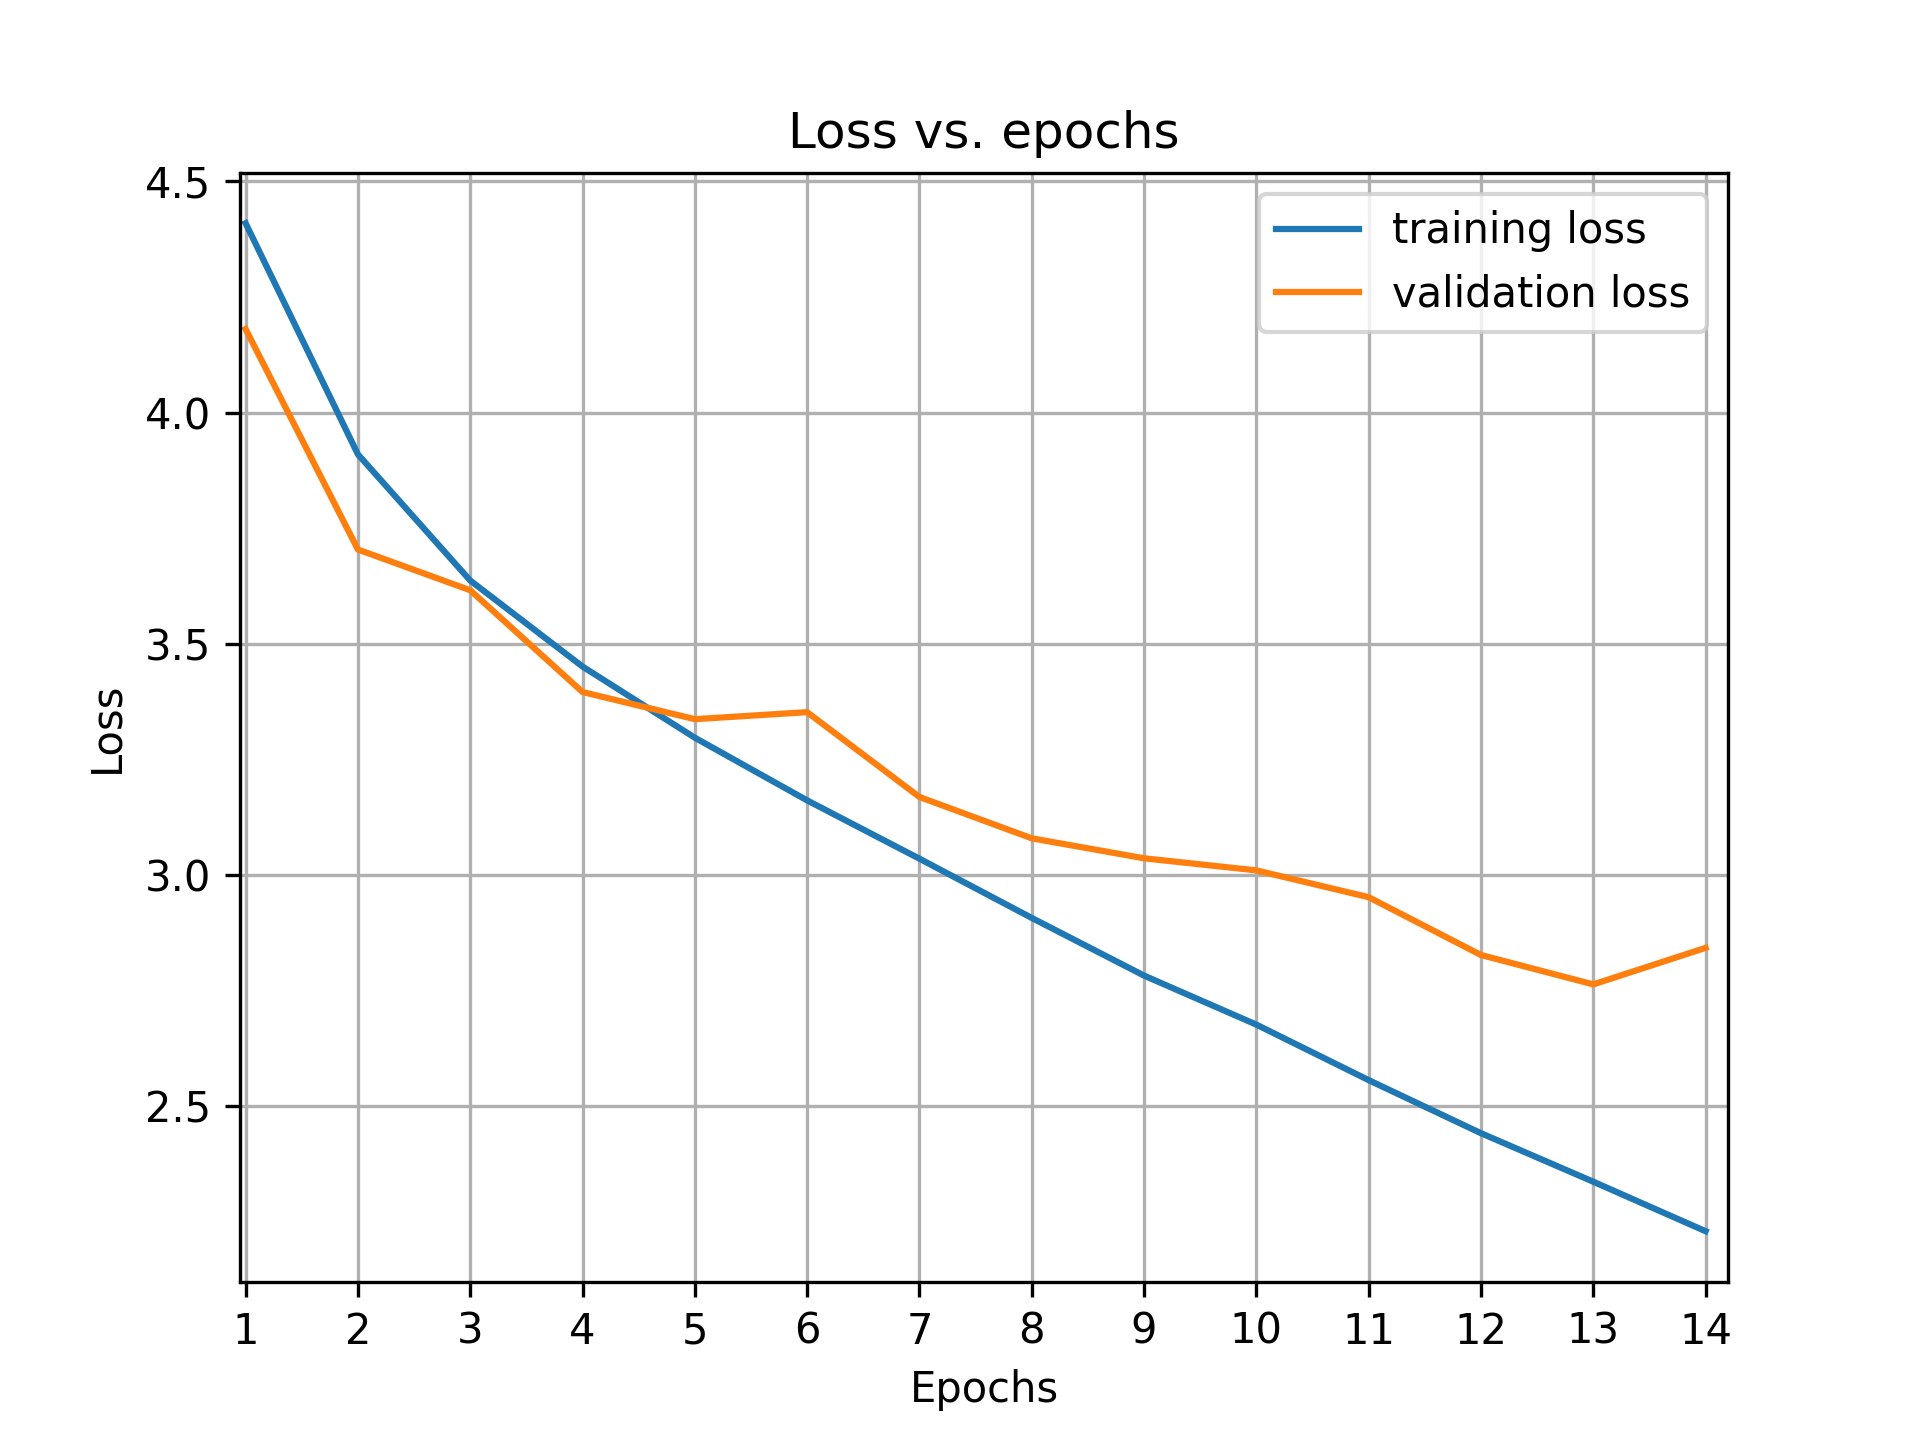 Loss vs. epochs
4.5
4.0
3.5
3.0
2.5
Loss
training loss
validation loss
1 2 3 4 5 6 7 8 9 10 11 12 13 14
Epochs